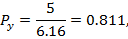 P_y = 5/6.16 = 0.811,